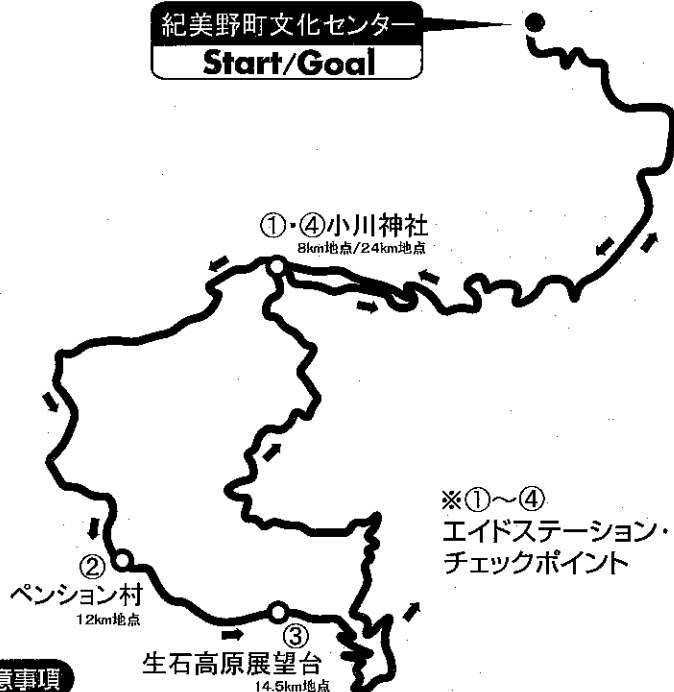 紀美野町文化センター
Start/Goal
①・④小川神社
8km地点/24km地点
※①～④
エイドステーション・
チェックポイント
②
ペンション村
12km地点
③
生石高原展望台
14.5km地点
意事項